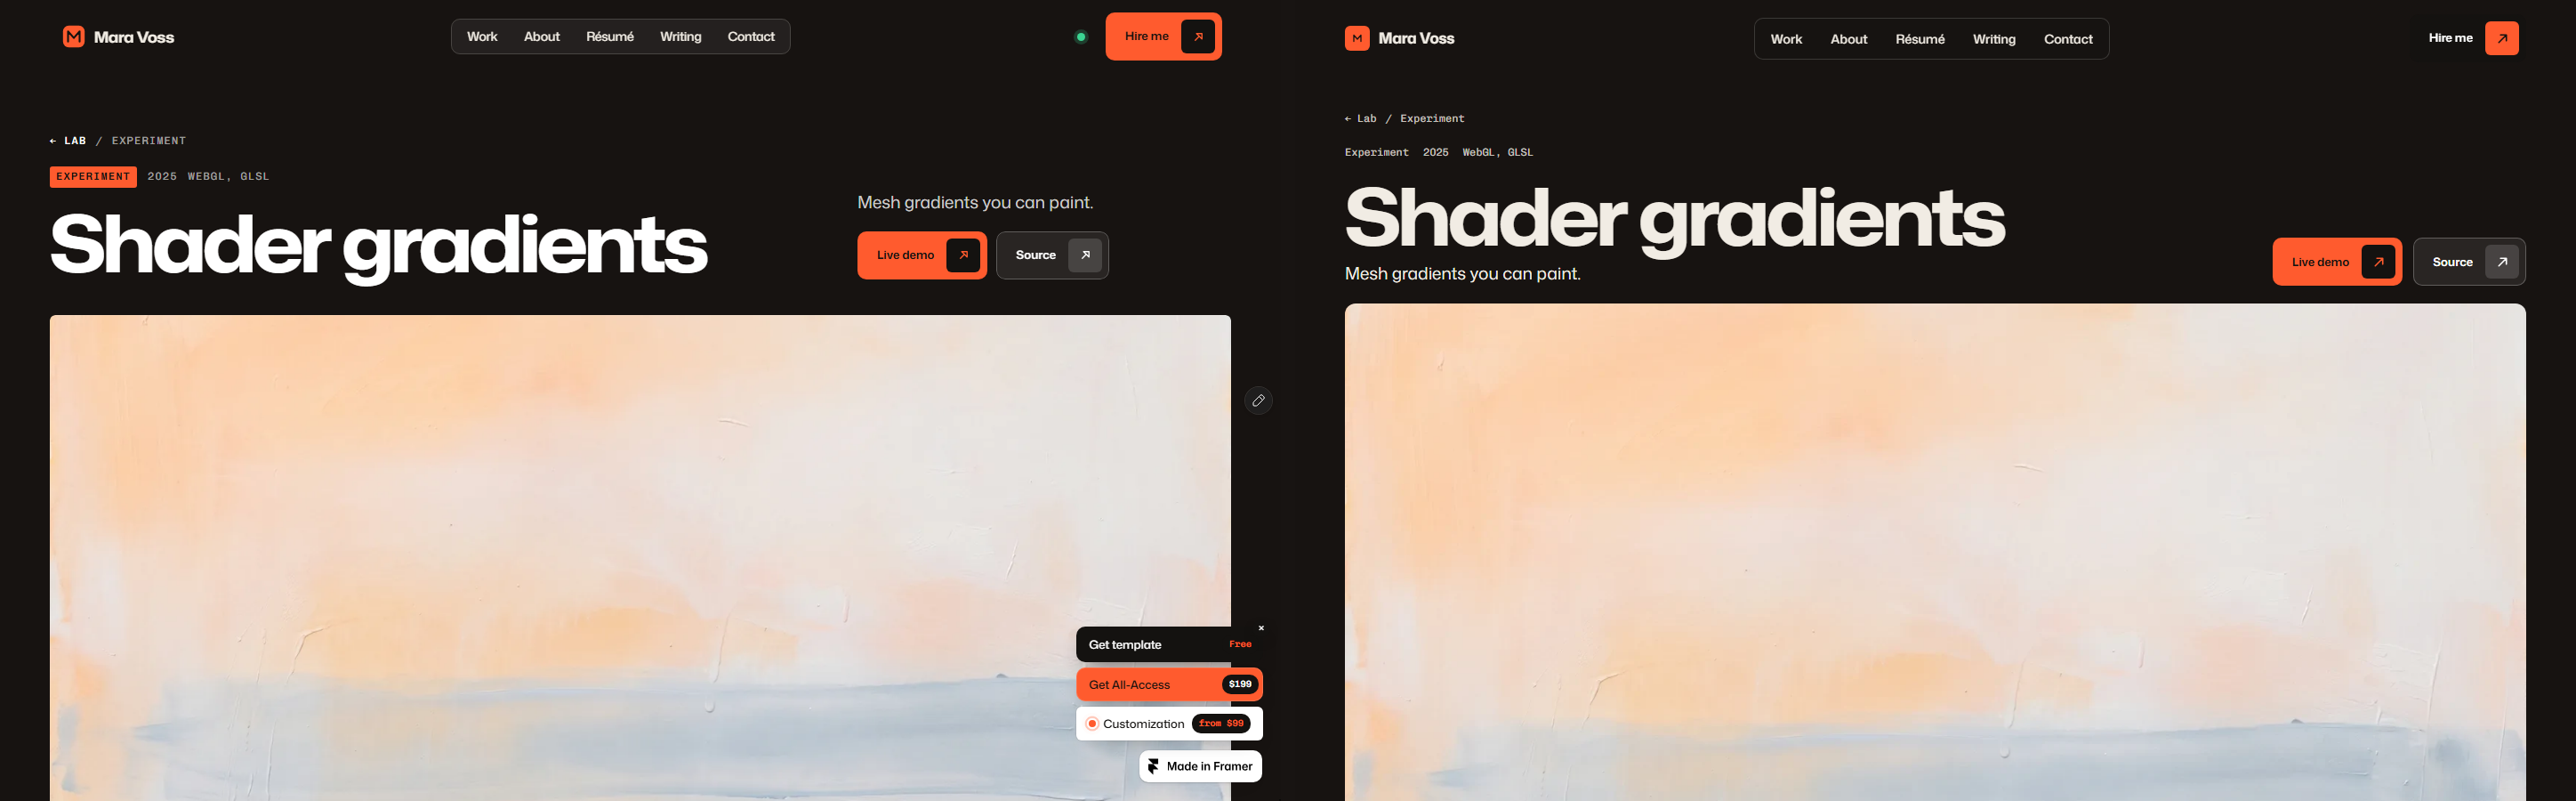 Mara Voss
Work About Résumé Writing Contact
Hire me
← LAB / EXPERIMENT
EXPERIMENT 2025 WEBGL, GLSL
Shader gradients
Mesh gradients you can paint.
Live demo
Source
Get template Free
Get All-Access $199
Customization from $99
Made in Framer
M Mara Voss
Work About Résumé Writing Contact
Hire me
← Lab / Experiment
Experiment 2025 WebGL, GLSL
Shader gradients
Mesh gradients you can paint.
Live demo
Source